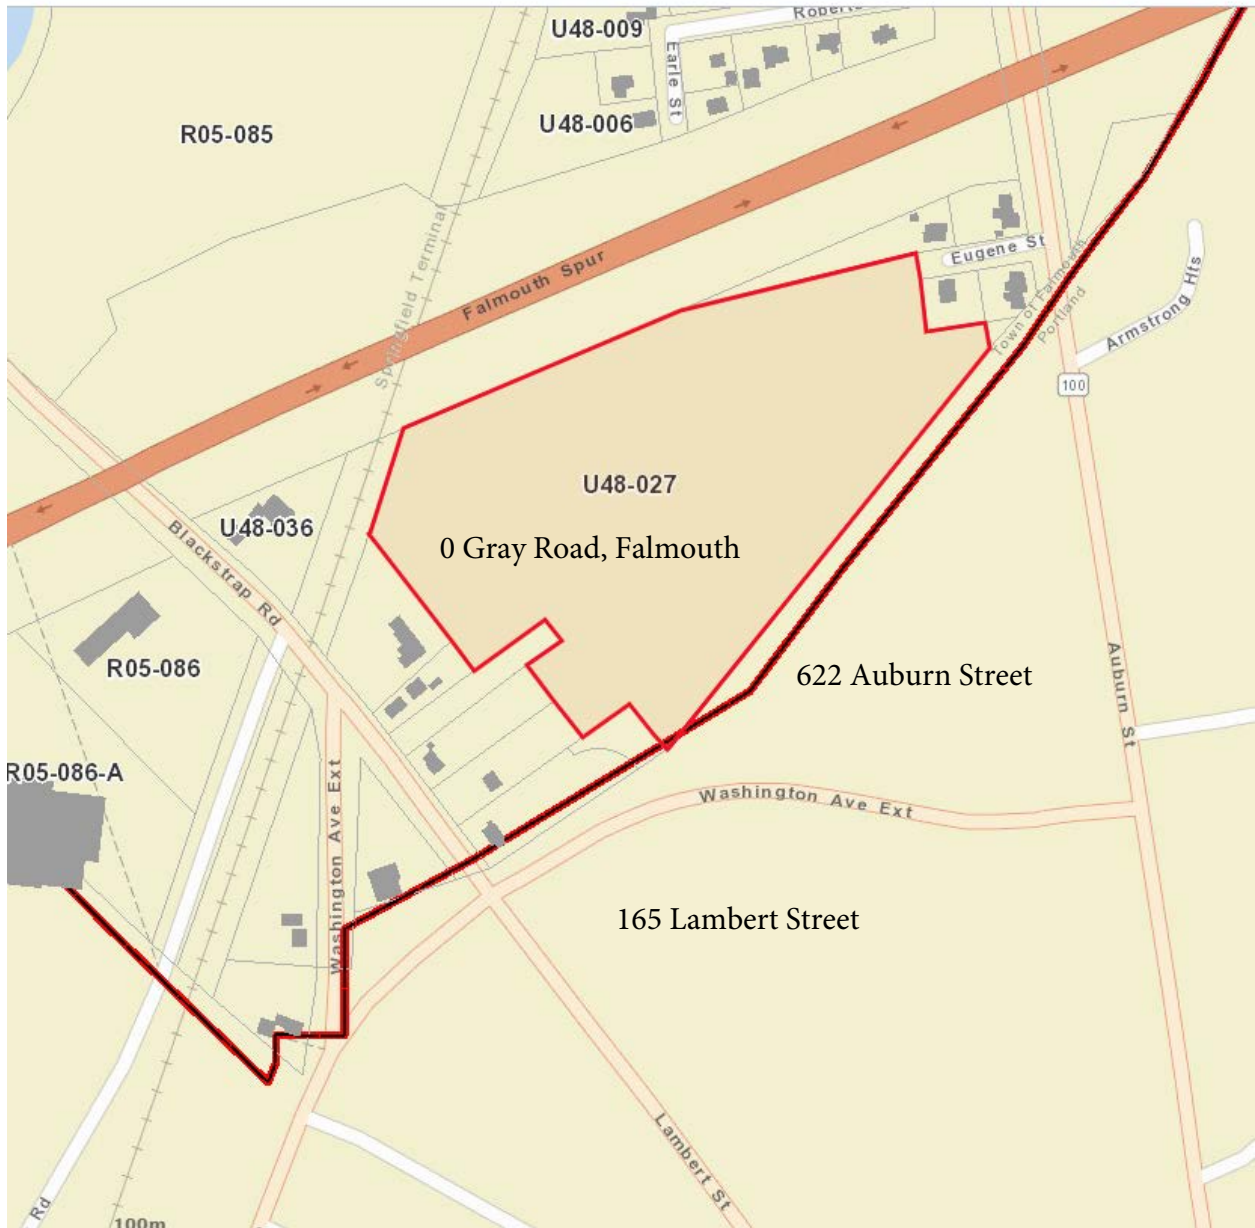 U48-009
Earle St
U48-006
R05-085
Eugene St
Springfield Terminal
Falmouth Spur
Town of Falmouth
Portland
Armstrong Hts
100
U48-027
0 Gray Road, Falmouth
U48-036
Blackstrap Rd
R05-086
622 Auburn Street
Auburn St
R05-086-A
Washington Ave Ext
Washington Ave Ext
165 Lambert Street
Lambert St
Rd
100m